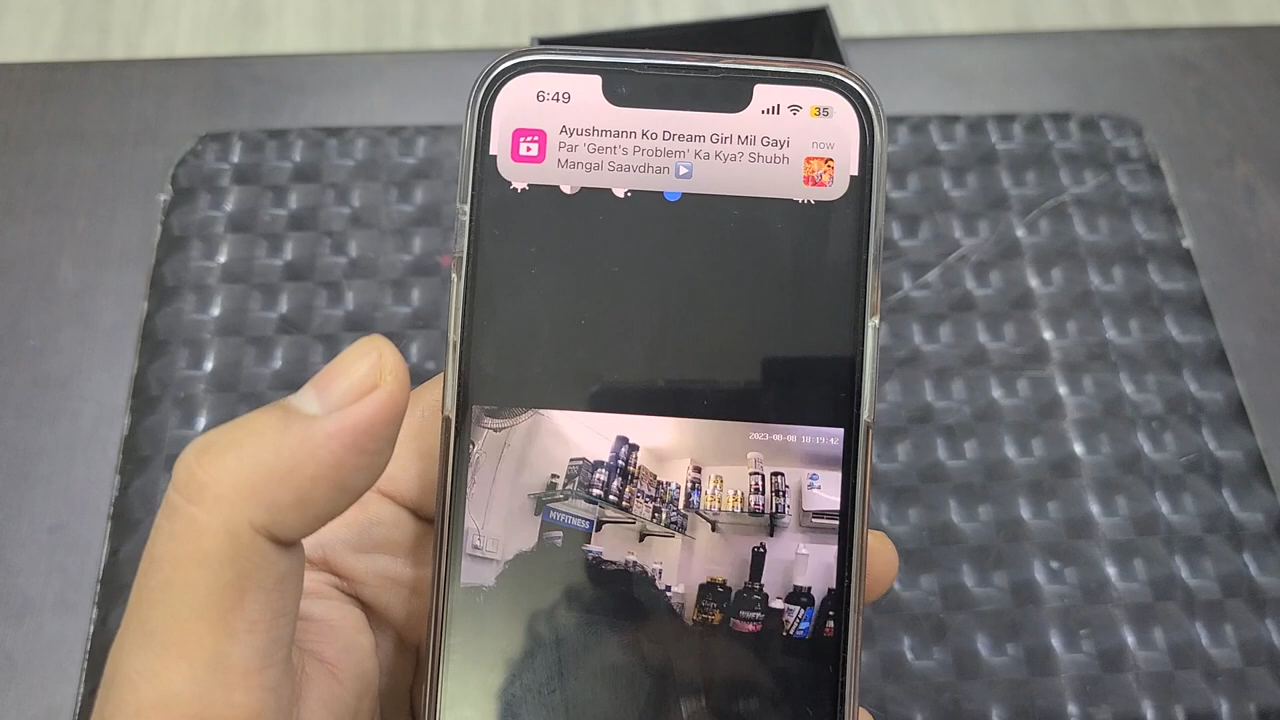 6:49
35
Ayushmann Ko Dream Girl Mil Gayi
now
Par 'Gent's Problem' Ka Kya? Shubh
Mangal Saavdhan
2023-08-08 18:19:42
MYFITNESS